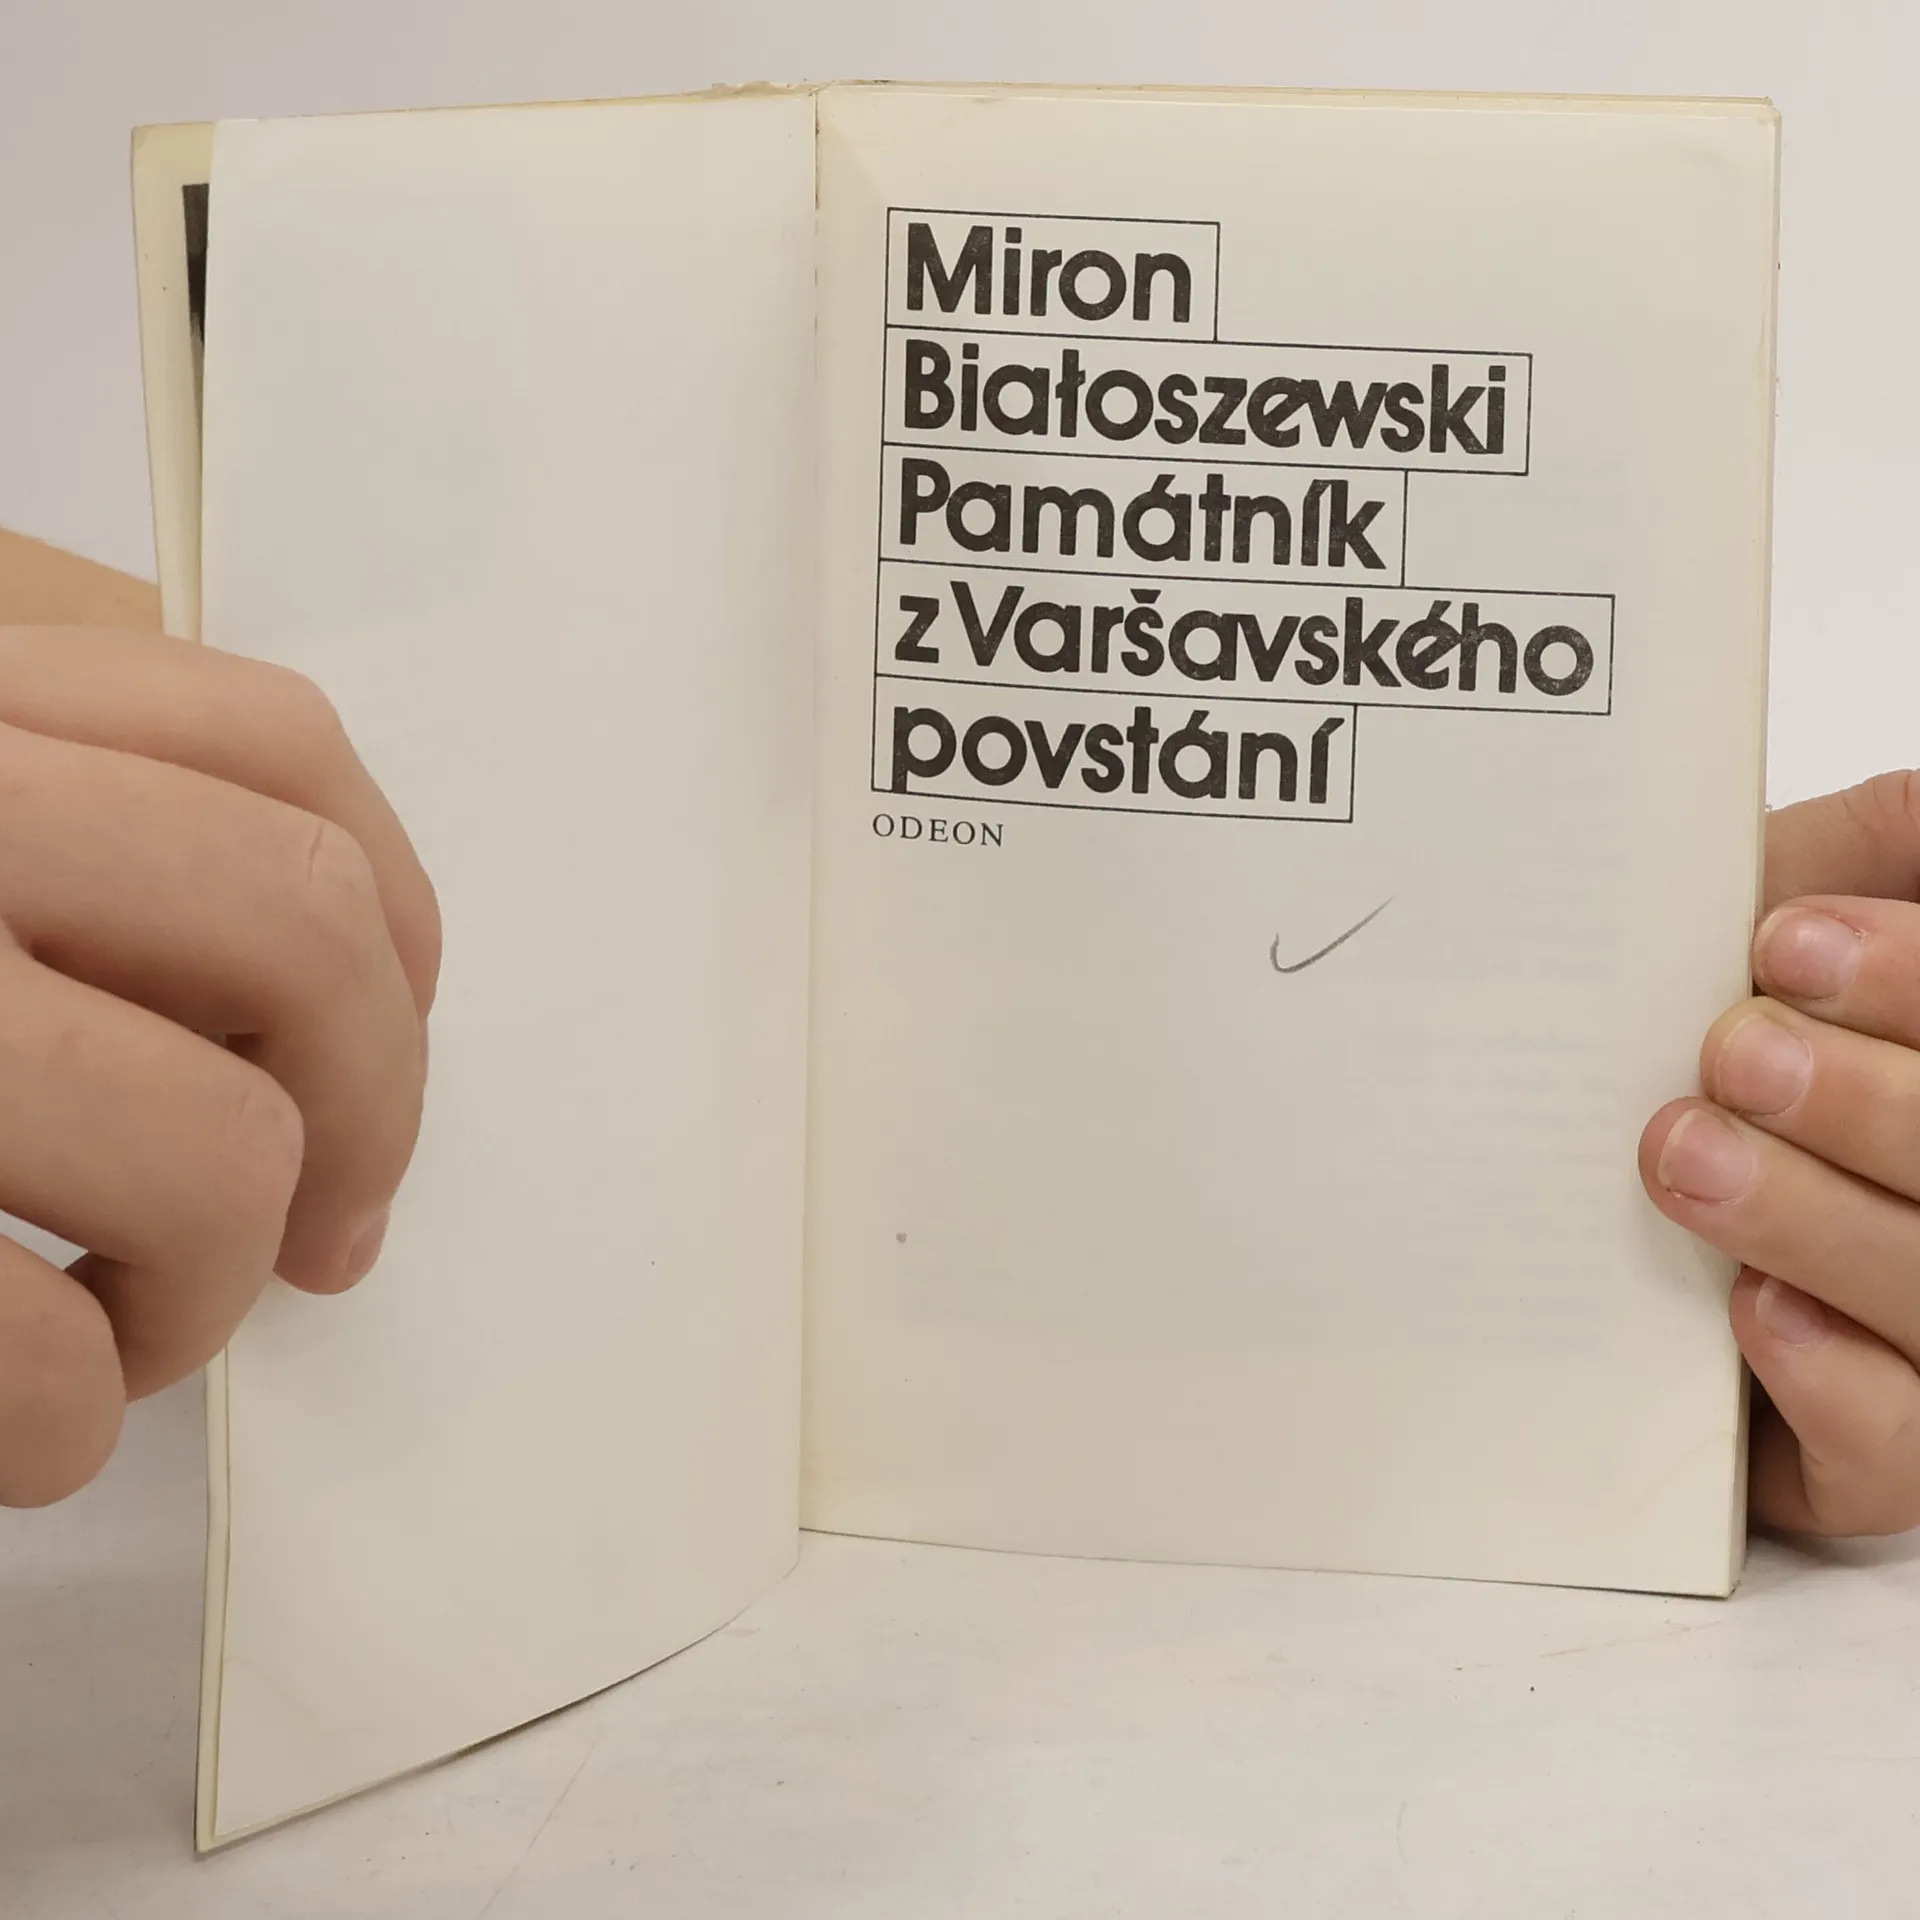 Miron
Białoszewski
Památník
z Varšavského
povstání
ODEON